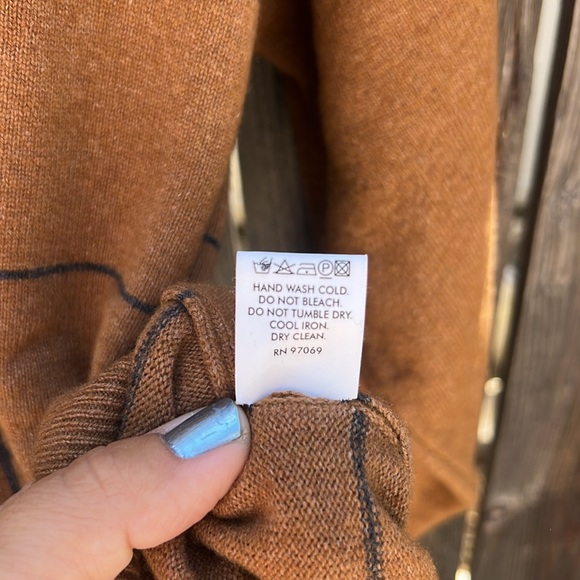 HAND WASH COLD.
DO NOT BLEACH.
DO NOT TUMBLE DRY.
COOL IRON.
DRY CLEAN.
RN 97069